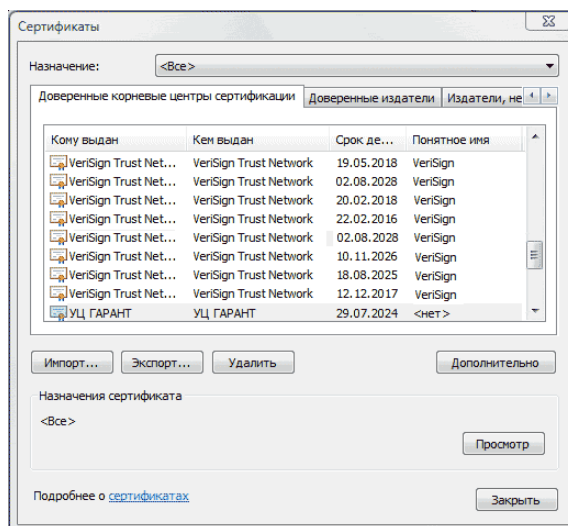 Сертификаты
Назначение: <Все>
Доверенные корневые центры сертификации Доверенные издатели Издатели, не
Кому выдан Кем выдан Срок де... Понятное имя
VeriSign Trust Net... VeriSign Trust Network 19.05.2018 VeriSign
VeriSign Trust Net... VeriSign Trust Network 02.08.2028 VeriSign
VeriSign Trust Net... VeriSign Trust Network 20.02.2018 VeriSign
VeriSign Trust Net... VeriSign Trust Network 22.02.2016 VeriSign
VeriSign Trust Net... VeriSign Trust Network 02.08.2028 VeriSign
VeriSign Trust Net... VeriSign Trust Network 10.11.2026 VeriSign
VeriSign Trust Net... VeriSign Trust Network 18.08.2025 VeriSign
VeriSign Trust Net... VeriSign Trust Network 12.12.2017 VeriSign
УЦ ГАРАНТ УЦ ГАРАНТ 29.07.2024 <нет>
Импорт... Экспорт... Удалить Дополнительно
Назначения сертификата
<Все>
Просмотр
Подробнее о сертификатах
Закрыть